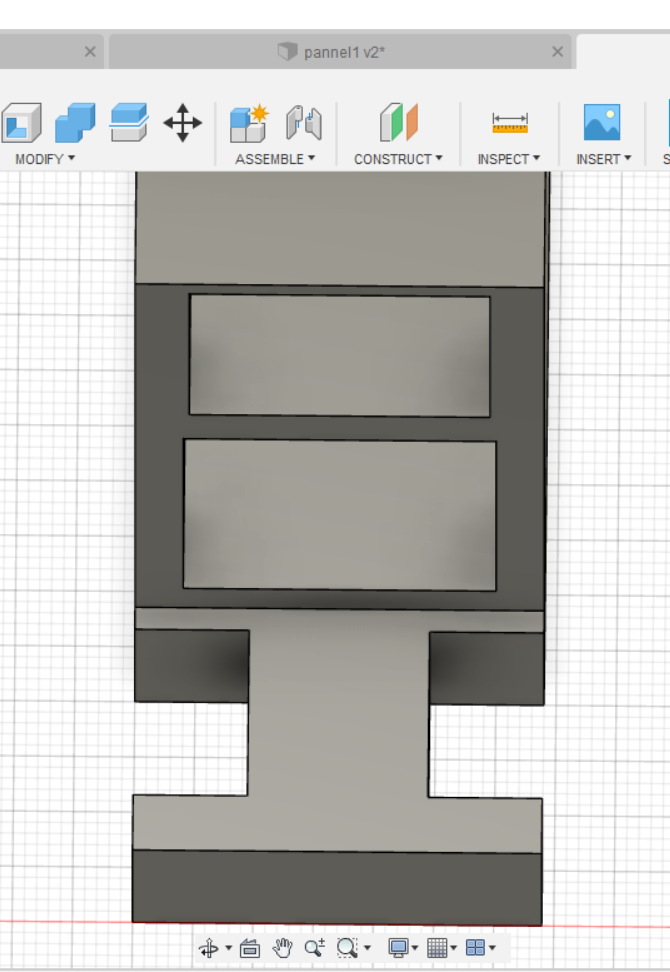 pannel1 v2*
MODIFY ASSEMBLE CONSTRUCT INSPECT INSERT